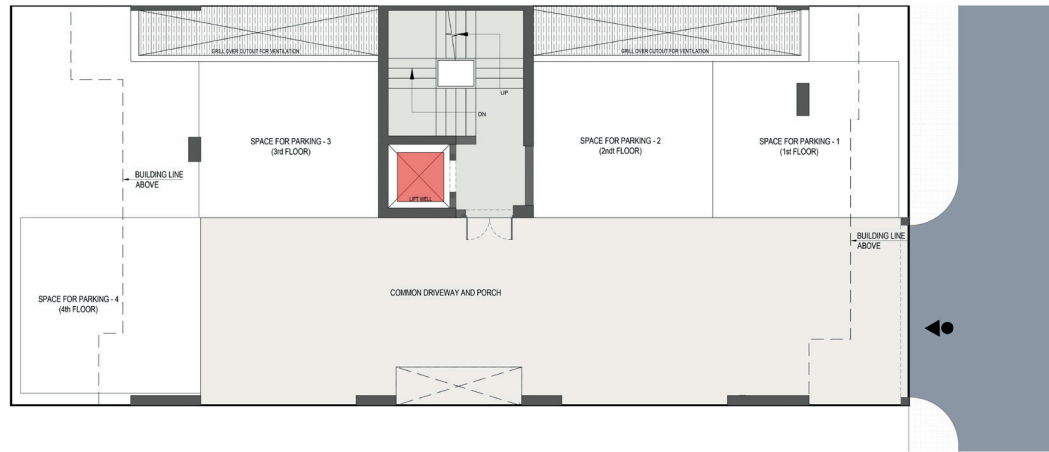 GRILL OVER CUTOUT FOR VENTILATION
GRILL OVER CUTOUT FOR VENTILATION
UP
DN
SPACE FOR PARKING - 3
(3rd FLOOR)
SPACE FOR PARKING - 2
(2ndt FLOOR)
SPACE FOR PARKING - 1
(1st FLOOR)
BUILDING LINE
ABOVE
LIFT WELL
BUILDING LINE
ABOVE
SPACE FOR PARKING - 4
(4th FLOOR)
COMMON DRIVEWAY AND PORCH